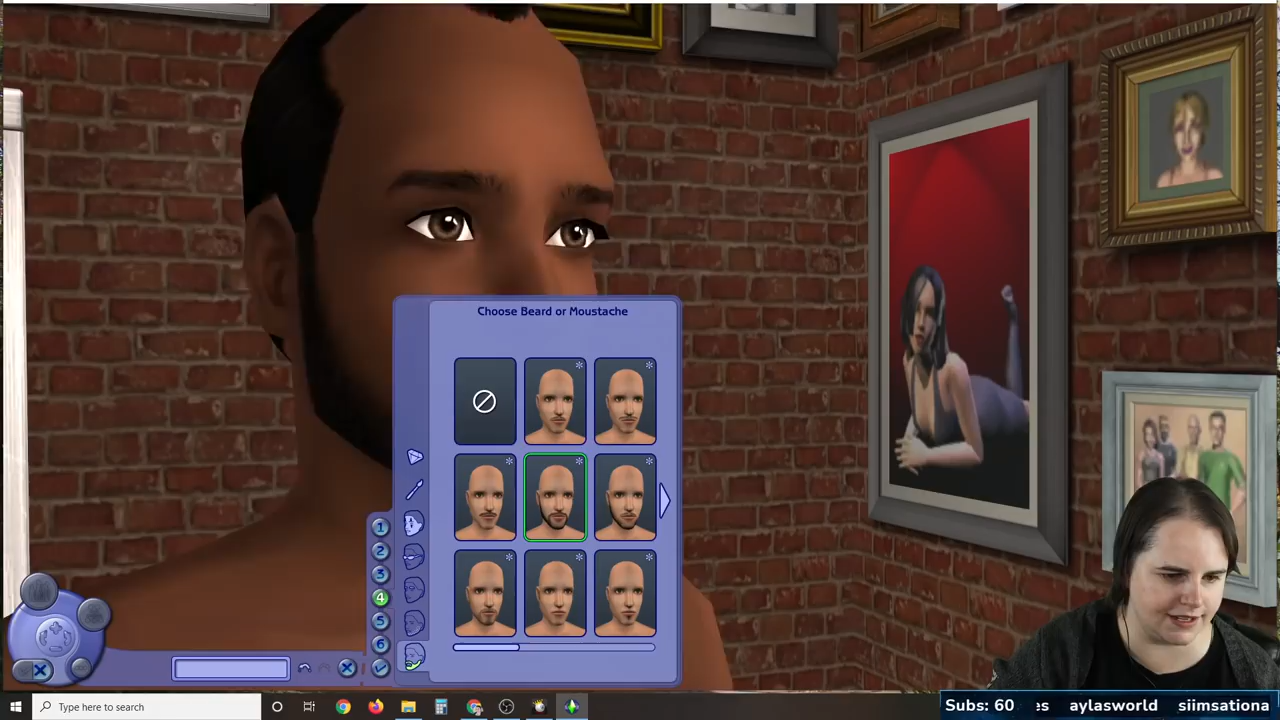 Choose Beard or Moustache
1
2
3
4
5
6
Type here to search
Subs: 60 es aylasworld siimsationa